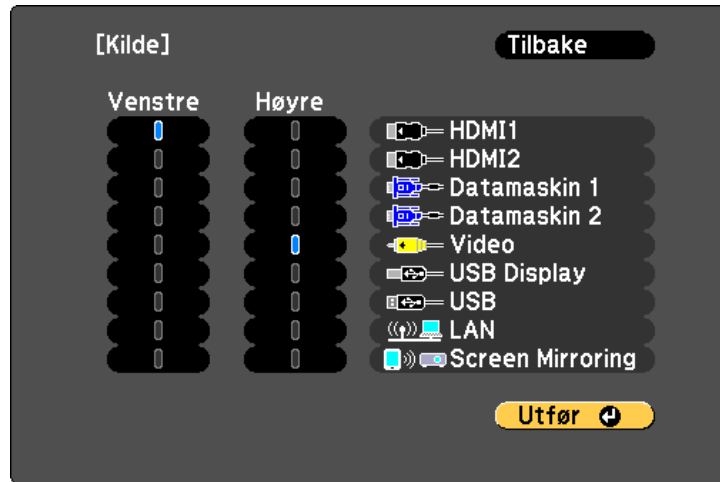 [Kilde]
Tilbake
Venstre
Høyre
HDMI1
HDMI2
Datamaskin 1
Datamaskin 2
Video
USB Display
USB
LAN
Screen Mirroring
Utfør